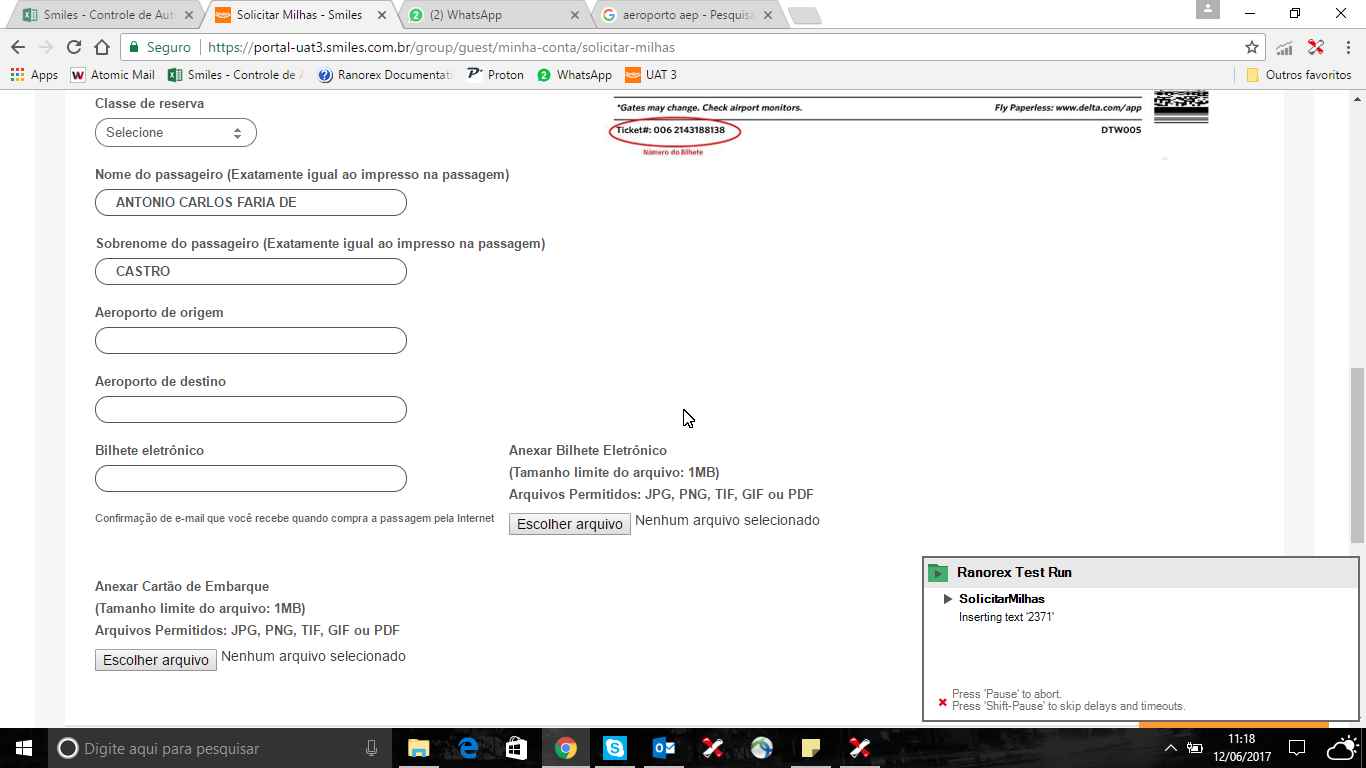 Smiles - Controle de Aut
Solicitar Milhas - Smiles
(2) WhatsApp
aeroporto aep - Pesquisa
Seguro
https://portal-uat3.smiles.com.br/group/guest/minha-conta/solicitar-milhas
Apps
Atomic Mail
Smiles - Controle de A
Ranorex Documentati
Proton
WhatsApp
UAT 3
Outros favoritos
Classe de reserva
Selecione
*Gates may change. Check airport monitors.
Fly Paperless: www.delta.com/app
Ticket#: 006 2143188138
DTW005
Número do Bilhete
Nome do passageiro (Exatamente igual ao impresso na passagem)
ANTONIO CARLOS FARIA DE
Sobrenome do passageiro (Exatamente igual ao impresso na passagem)
CASTRO
Aeroporto de origem
Aeroporto de destino
Bilhete eletrônico
Confirmação de e-mail que você recebe quando compra a passagem pela Internet
Anexar Bilhete Eletrônico
(Tamanho limite do arquivo: 1MB)
Arquivos Permitidos: JPG, PNG, TIF, GIF ou PDF
Escolher arquivo Nenhum arquivo selecionado
Anexar Cartão de Embarque
(Tamanho limite do arquivo: 1MB)
Arquivos Permitidos: JPG, PNG, TIF, GIF ou PDF
Escolher arquivo Nenhum arquivo selecionado
Ranorex Test Run
SolicitarMilhas
Inserting text '2371'
Press 'Pause' to abort.
Press 'Shift-Pause' to skip delays and timeouts.
Digite aqui para pesquisar
11:18
12/06/2017